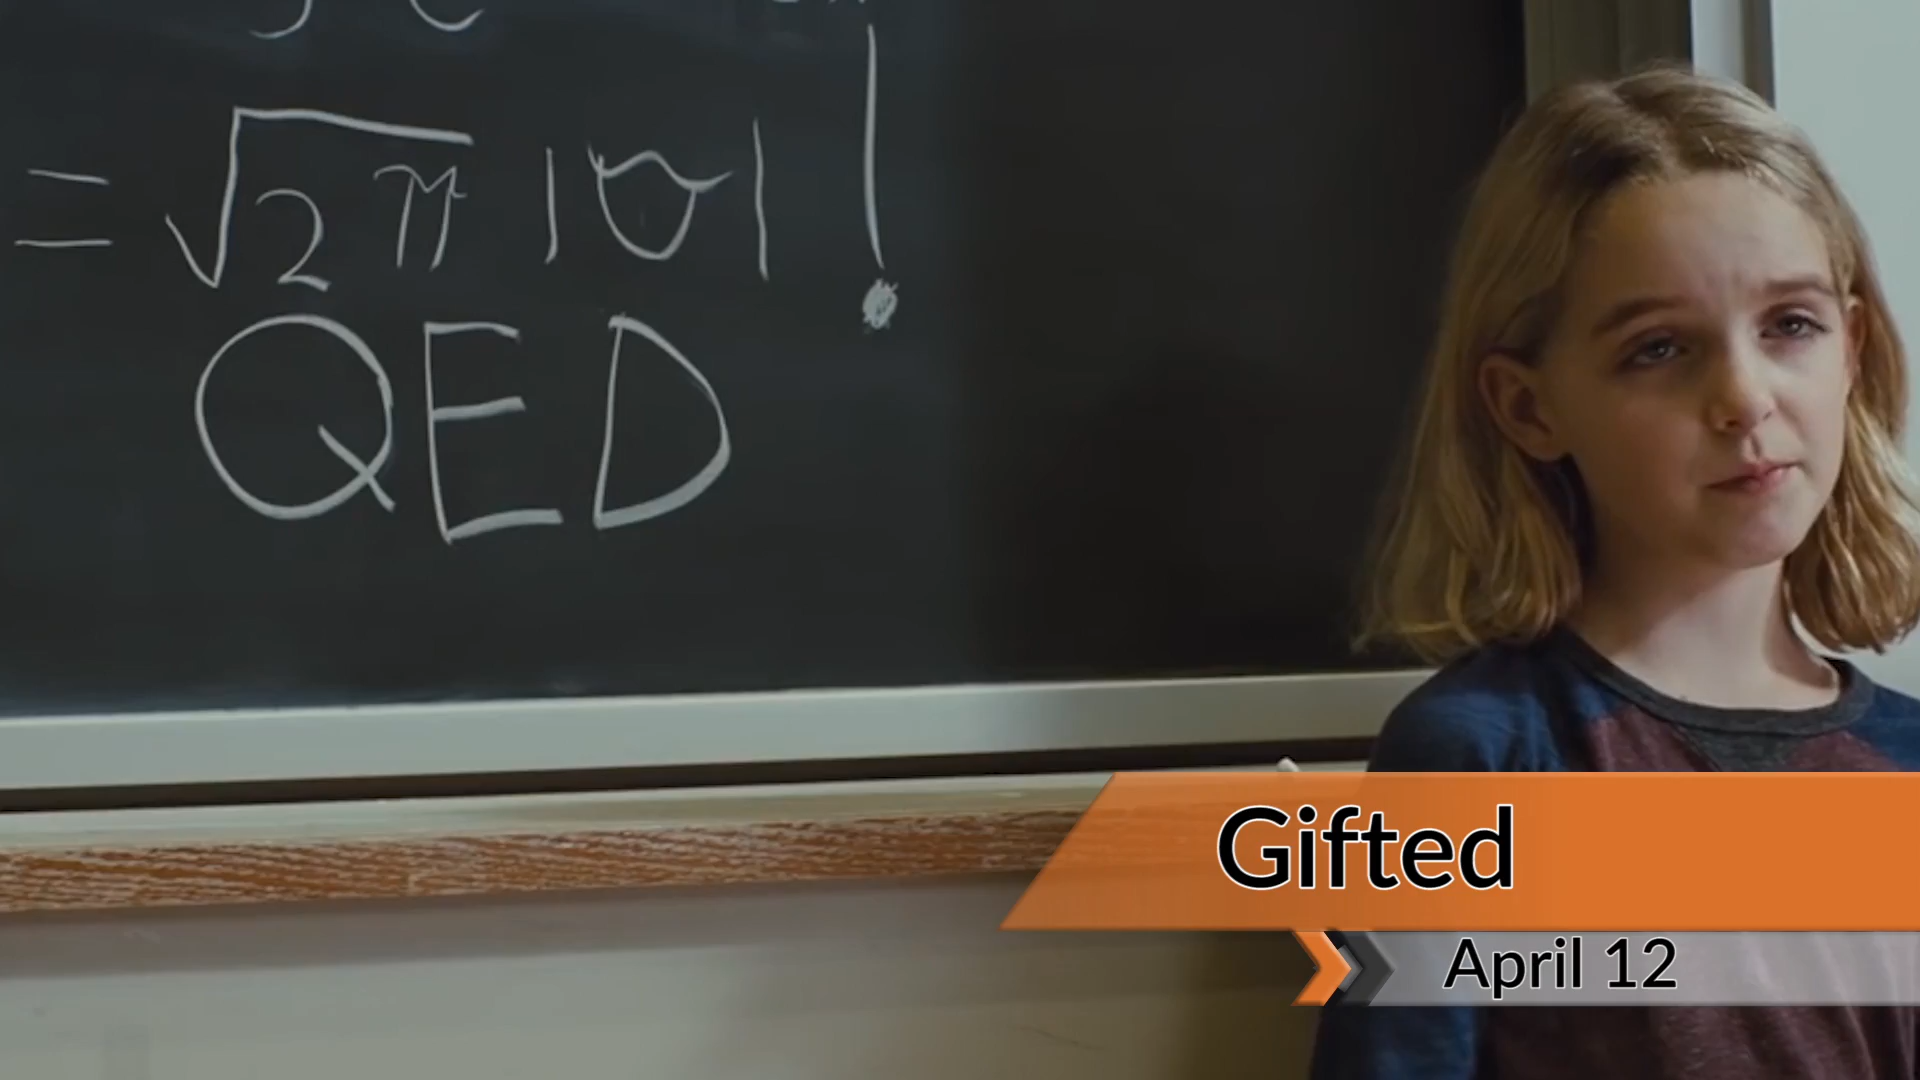 = √2π |σ| !
QED
Gifted
April 12